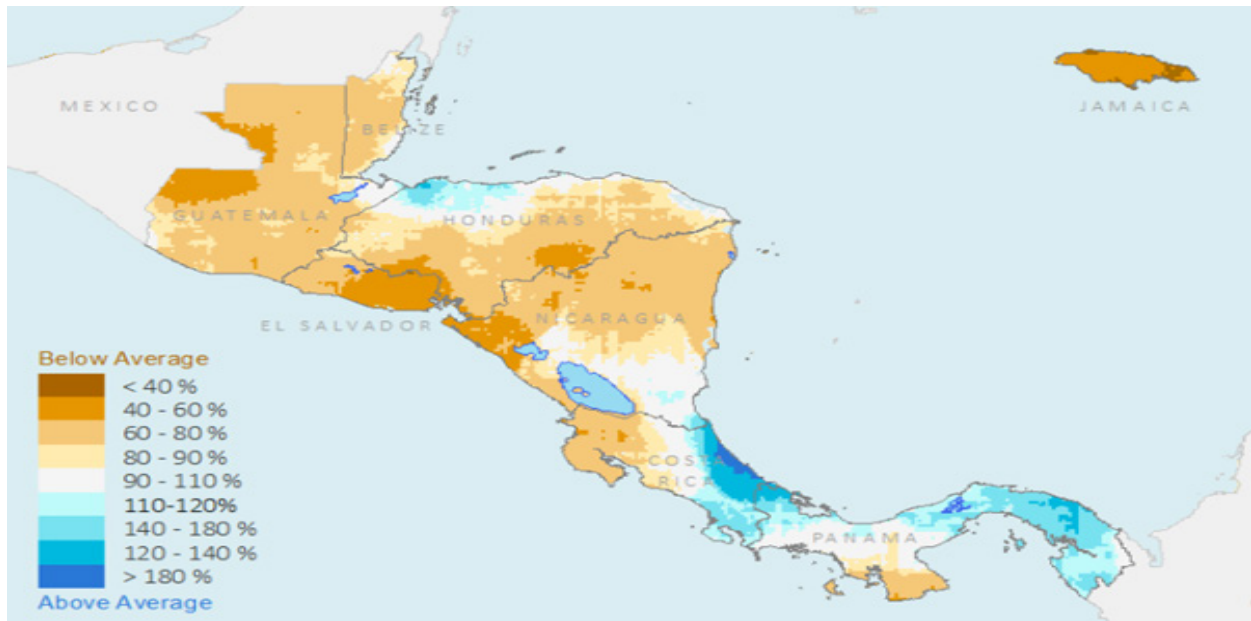 MEXICO
JAMAICA
BELIZE
GUATEMALA
HONDURAS
EL SALVADOR
NICARAGUA
COSTA
RICA
PANAMA
Below Average
< 40 %
40 - 60 %
60 - 80 %
80 - 90 %
90 - 110 %
110-120%
140 - 180 %
120 - 140 %
> 180 %
Above Average